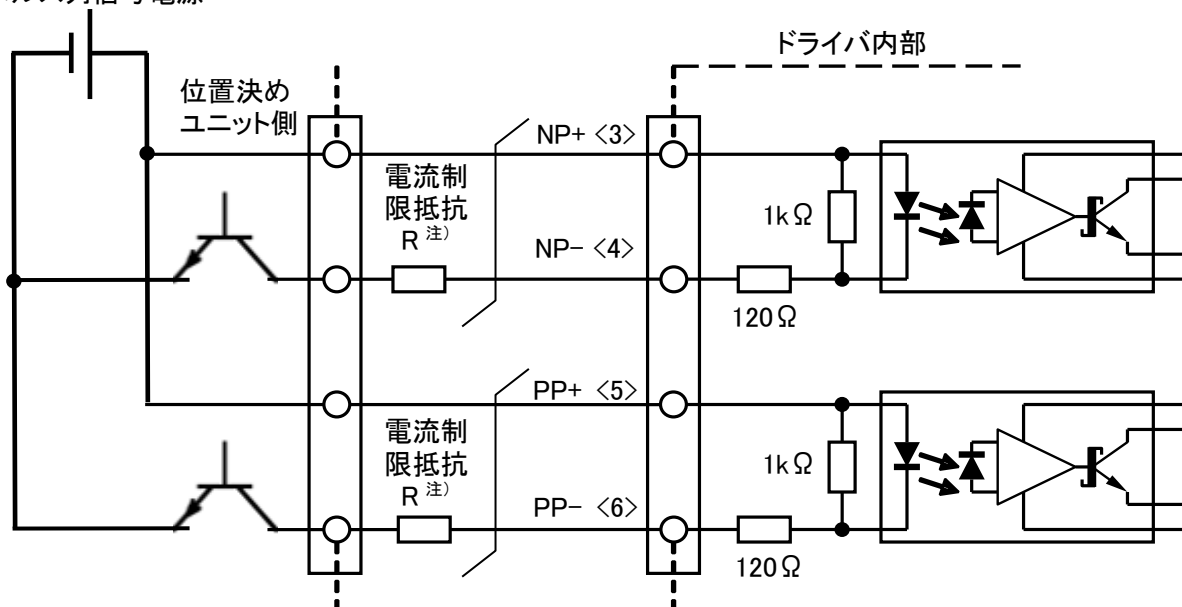 ドライバ内部
位置決め
ユニット側
NP+ <3>
電流制
限抵抗
R 注)
1kΩ
NP- <4>
120Ω
PP+ <5>
電流制
限抵抗
R 注)
1kΩ
PP- <6>
120Ω